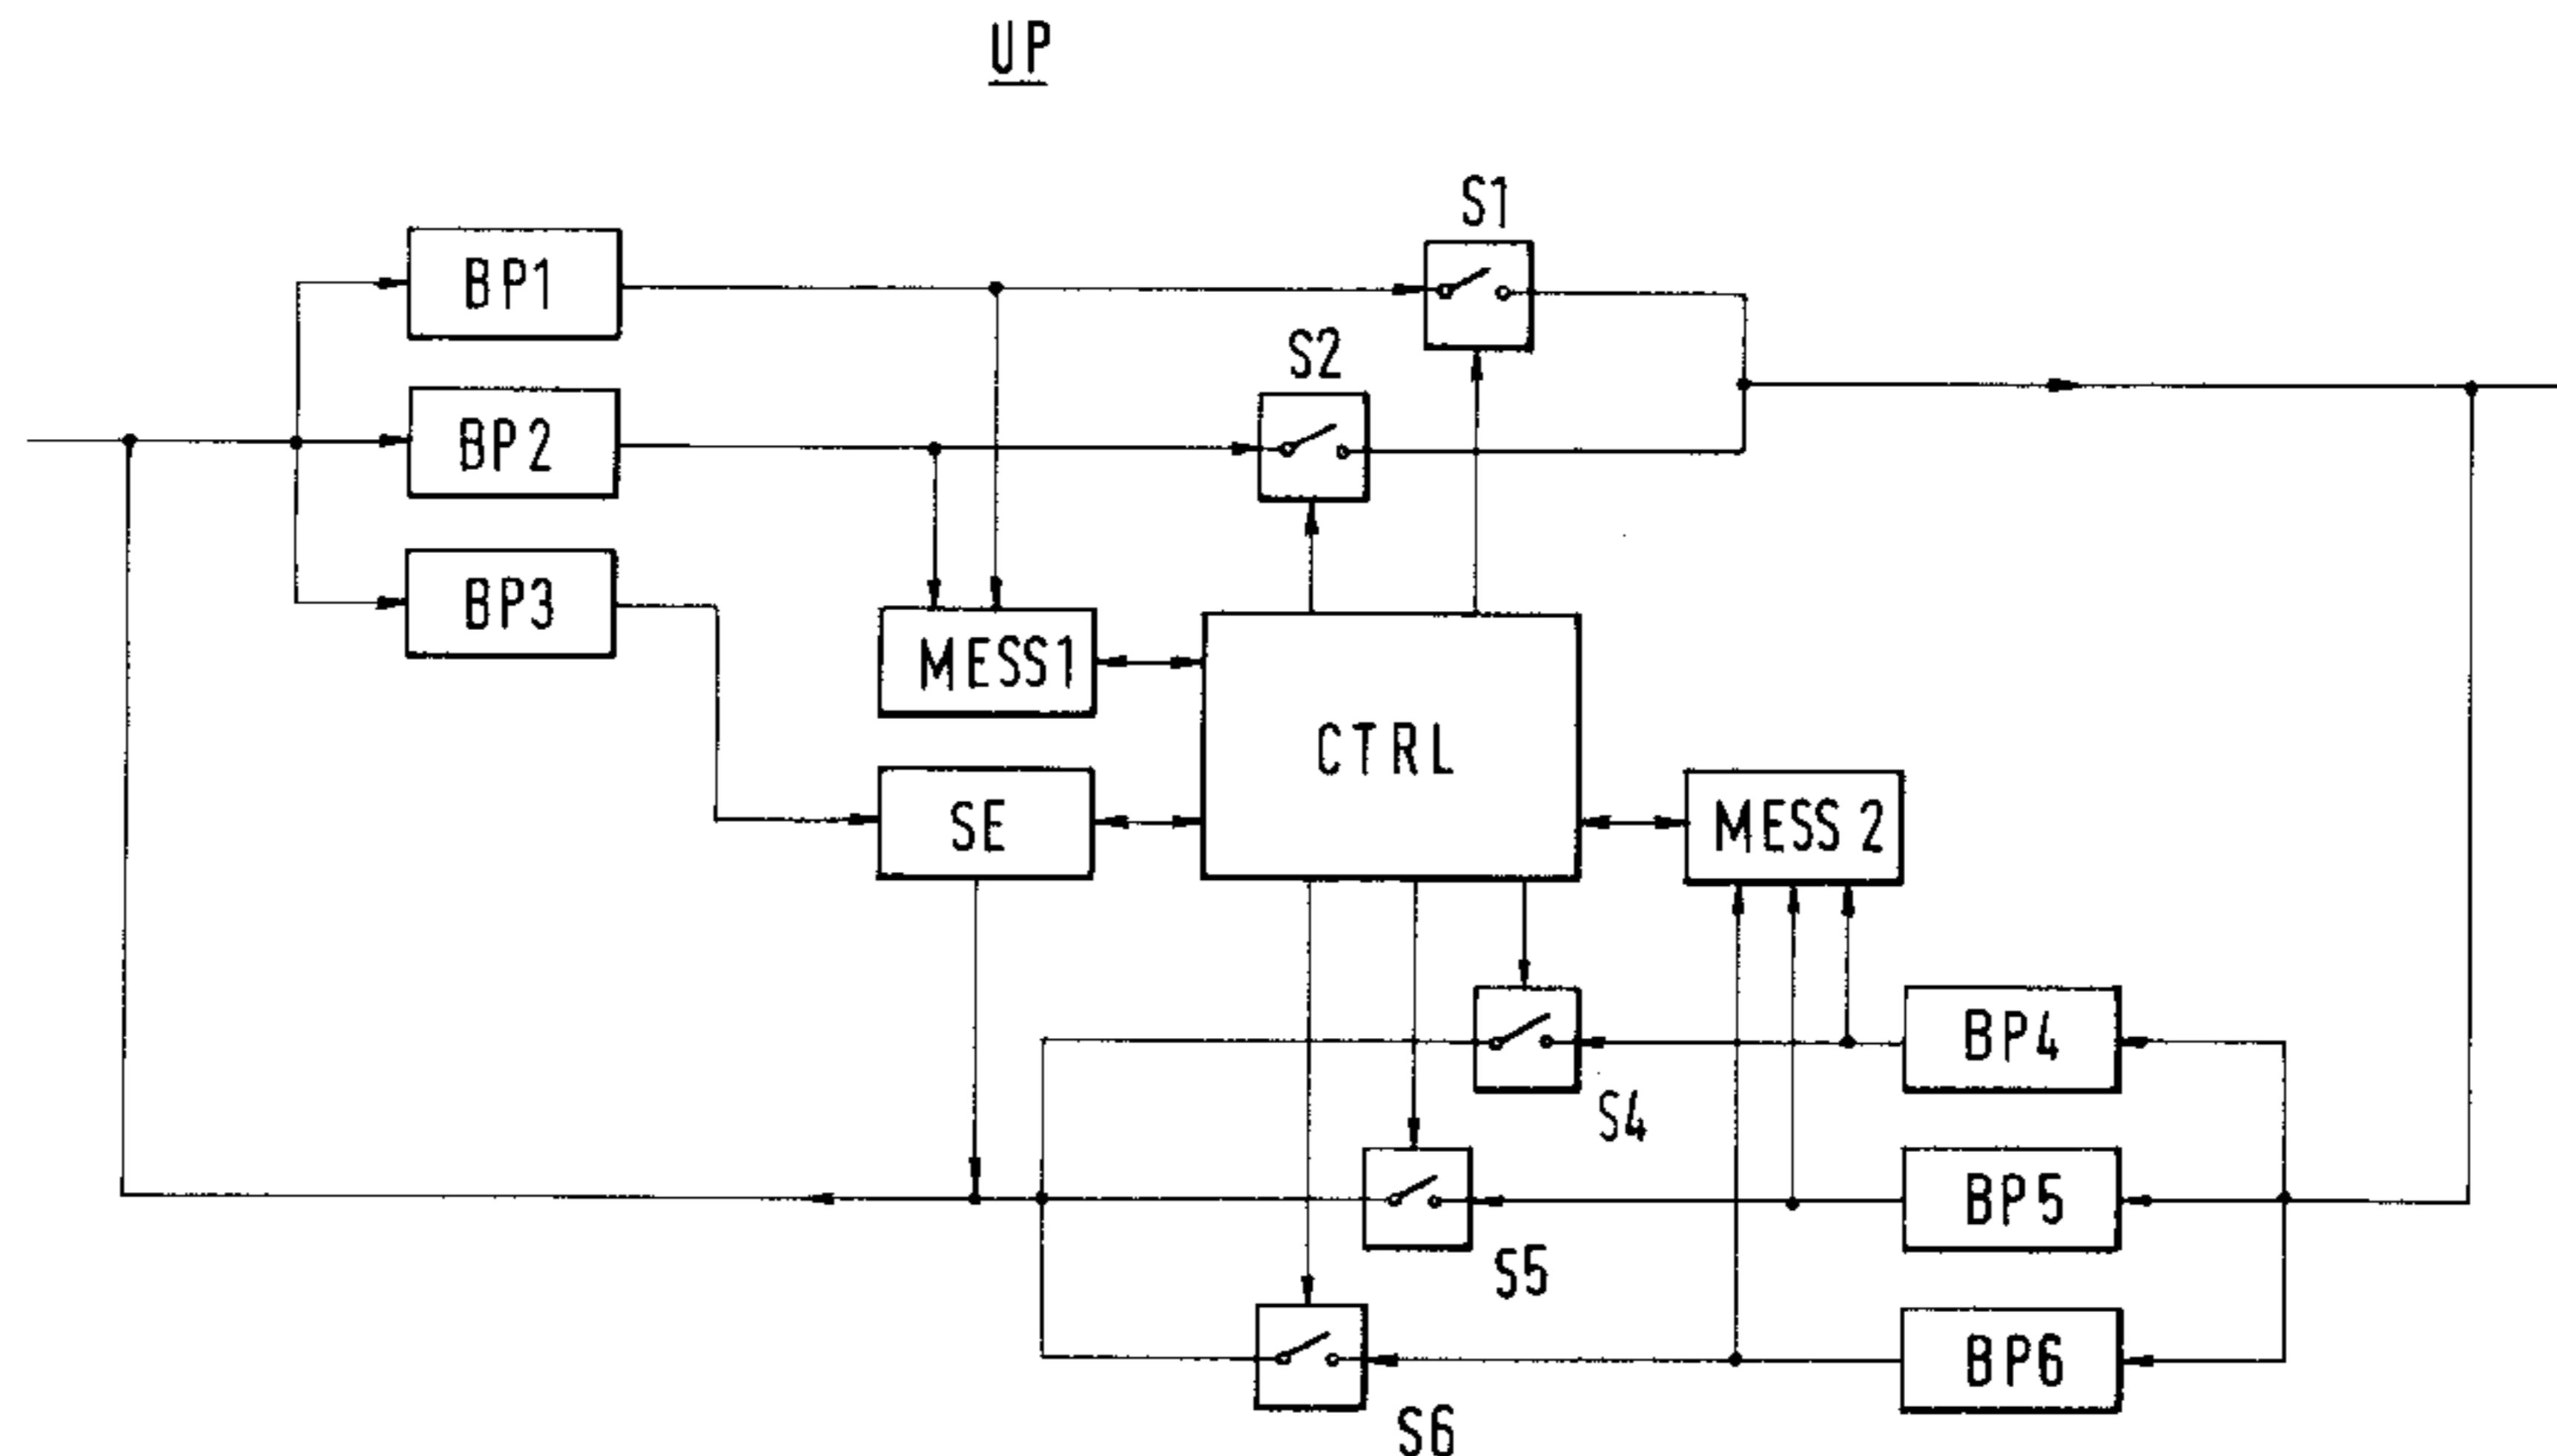 UP
S1
BP1
S2
BP2
BP3
MESS1
CTRL
SE
MESS 2
BP4
S4
BP5
S5
BP6
S6